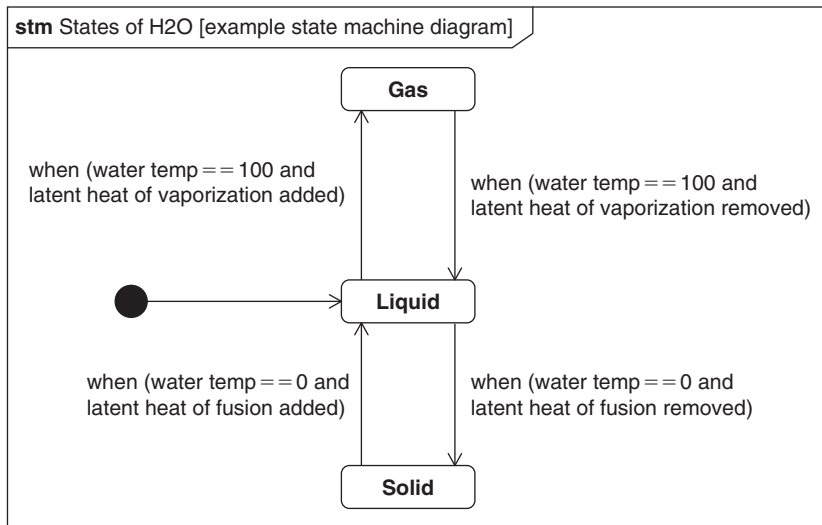 stm States of H2O [example state machine diagram]
Gas
when (water temp == 100 and
latent heat of vaporization added)
when (water temp == 100 and
latent heat of vaporization removed)
Liquid
when (water temp == 0 and
latent heat of fusion added)
when (water temp == 0 and
latent heat of fusion removed)
Solid